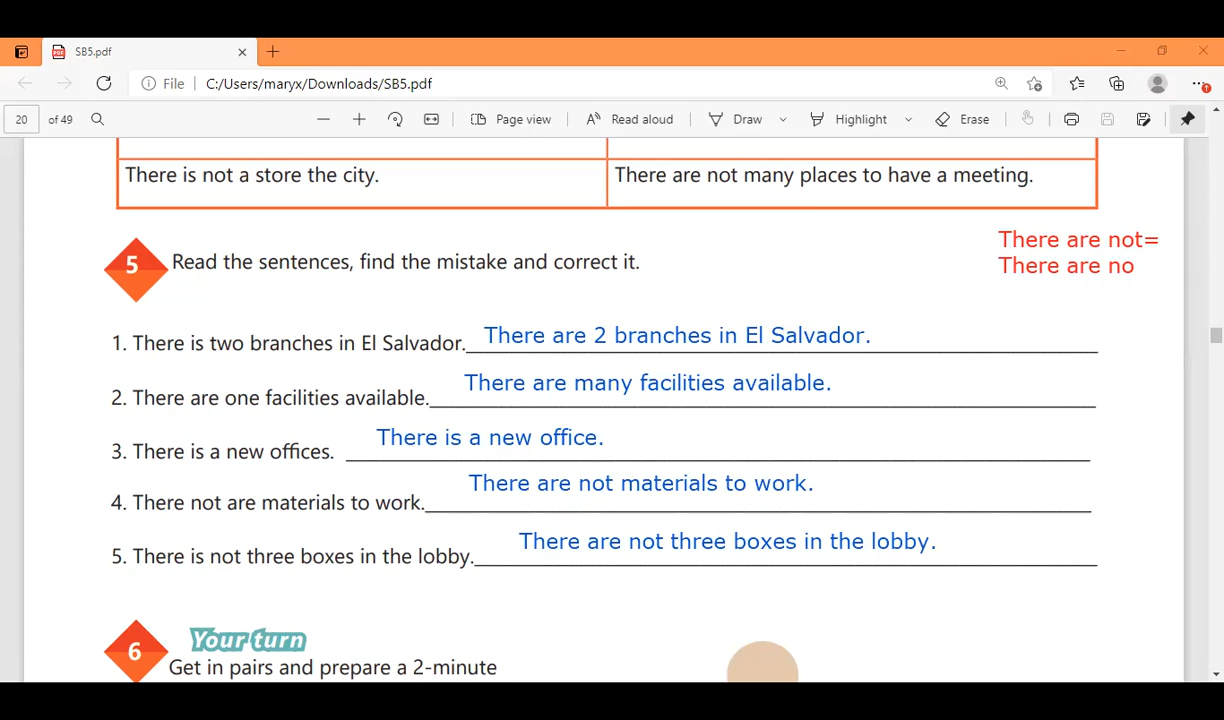 SB5.pdf
File C:/Users/maryx/Downloads/SB5.pdf
20 of 49 Page view Read aloud Draw Highlight Erase
There is not a store the city. There are not many places to have a meeting.
5 Read the sentences, find the mistake and correct it.
There are not=
There are no
1. There is two branches in El Salvador. There are 2 branches in El Salvador.
2. There are one facilities available. There are many facilities available.
3. There is a new offices. There is a new office.
4. There not are materials to work. There are not materials to work.
5. There is not three boxes in the lobby. There are not three boxes in the lobby.
6 Your turn
Get in pairs and prepare a 2-minute